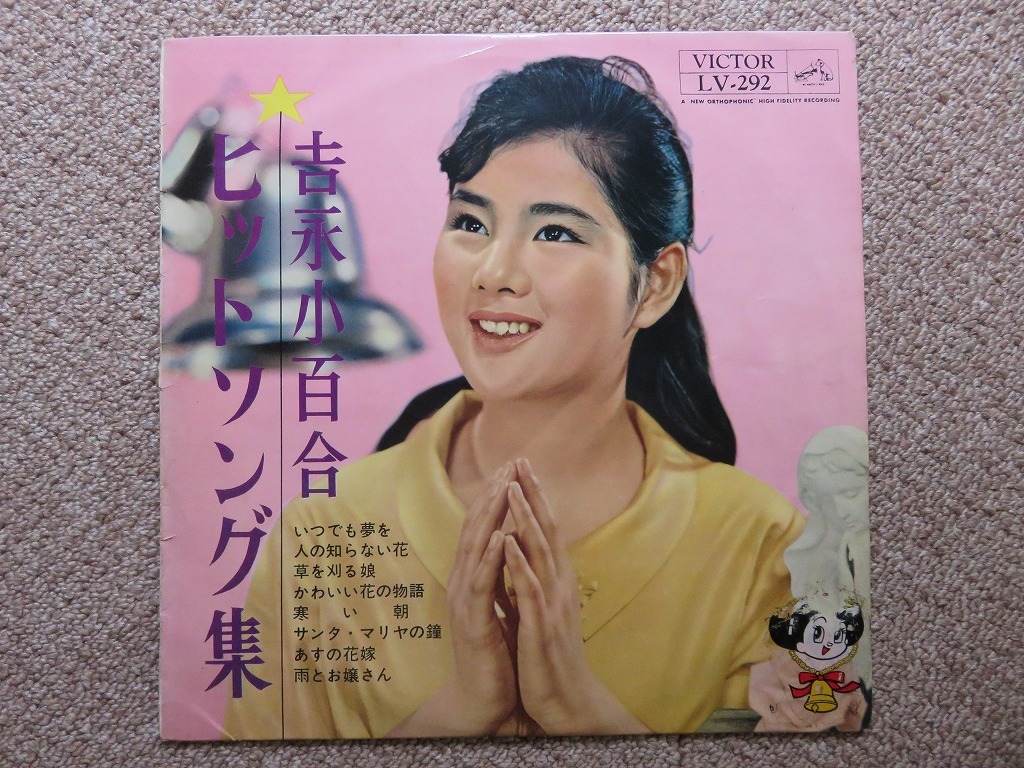 吉永小百合
ヒットソング集
いつでも夢を
人の知らない花
草を刈る娘
かわいい花の物語
寒い朝
サンタ・マリヤの鐘
あすの花嫁
雨とお嬢さん
VICTOR
LV-292
A "NEW ORTHOPHONIC" HIGH FIDELITY RECORDING